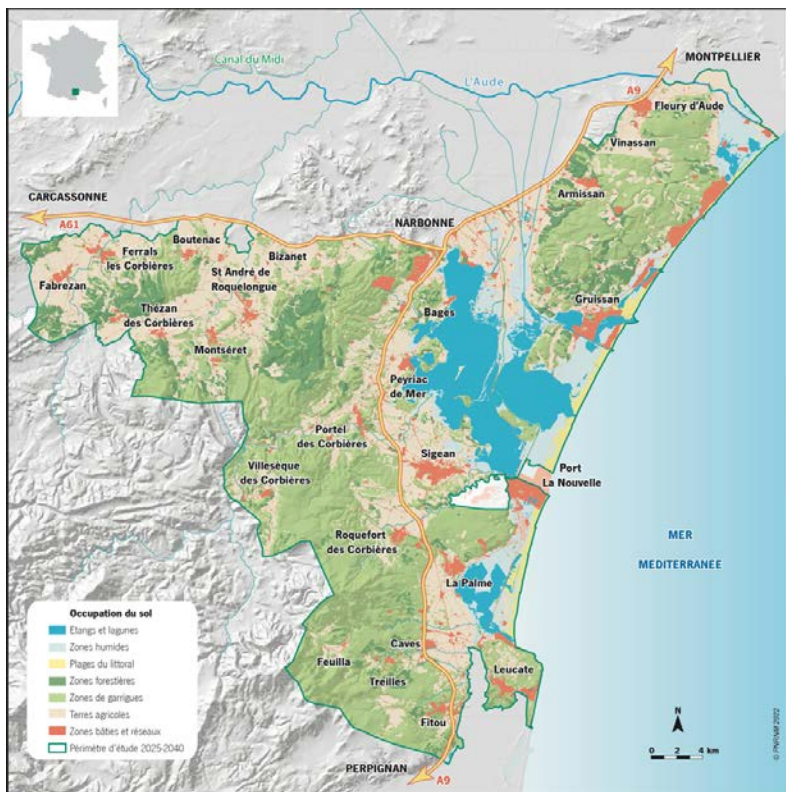 MONTPELLIER
Canal du Midi
L'Aude
A9
Fleury d'Aude
Vinassan
Armissan
CARCASSONNE
A61
NARBONNE
Boutenac
Ferrals
les Corbières
Bizanet
St André de
Roquelongue
Fabrezan
Thézan
des Corbières
Montséret
Bages
Gruissan
Peyriac
de Mer
Portel
des Corbières
Sigean
Villesèque
des Corbières
Port
La Nouvelle
Roquefort
des Corbières
MER
MEDITERRANÉE
La Palme
Caves
Feuilla
Treilles
Leucate
Fitou
PERPIGNAN
A9
Occupation du sol
Etangs et lagunes
Zones humides
Plages du littoral
Zones forestières
Zones de garrigues
Terres agricoles
Zones bâties et réseaux
Périmètre d'étude 2025-2040
N
0 2 4 km
© PNRNM 2022